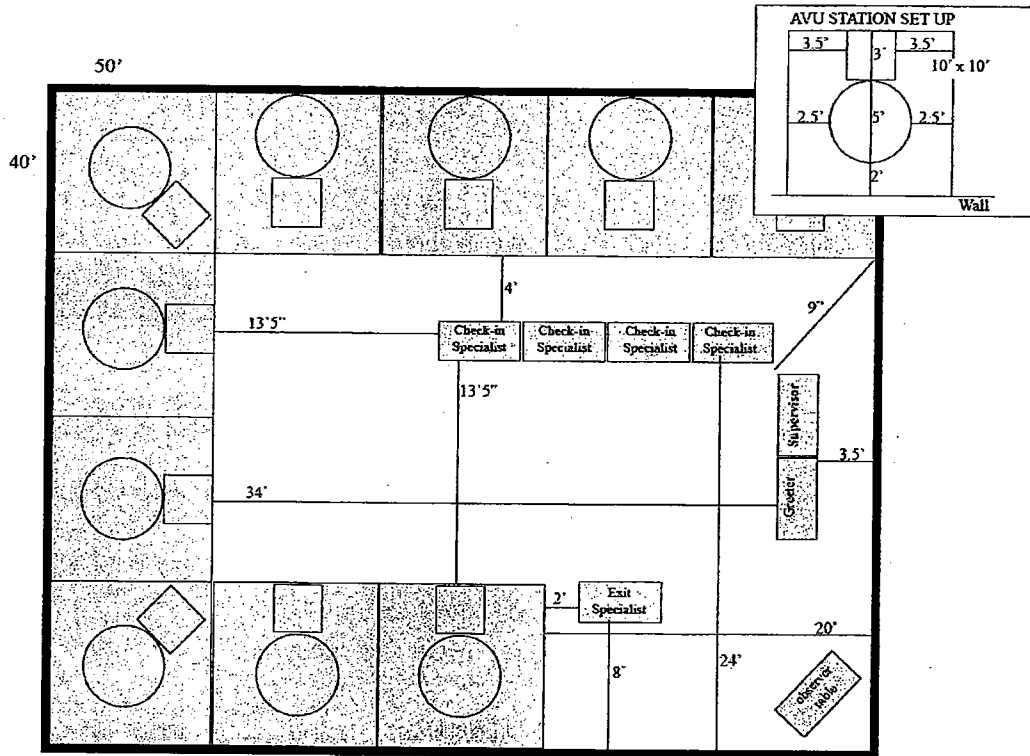 AVU STATION SET UP
3.5'
3'
3.5'
10' x 10'
2.5'
5'
2.5'
2'
Wall
50'
40'
4'
9'
13'5"
Check-in
Specialist
Check-in
Specialist
Check-in
Specialist
Check-in
Specialist
13'5"
Supervisor
3.5'
Greeter
34'
2'
Exit
Specialist
20'
8'
24'
observer
table